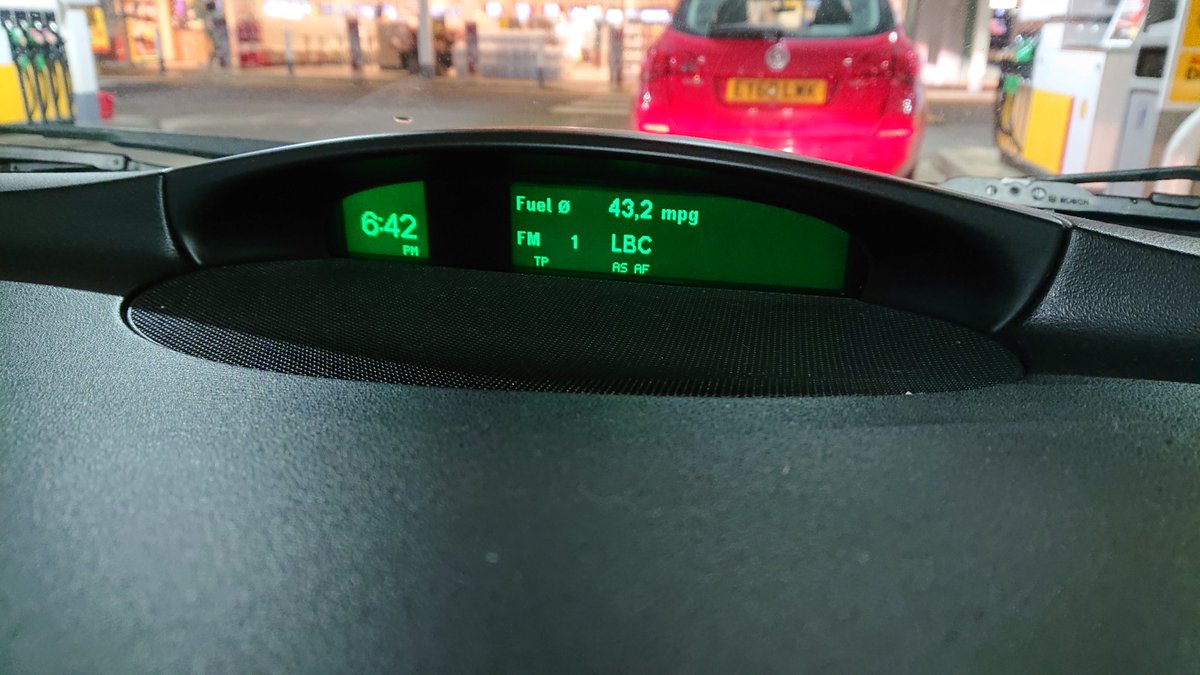 6:42
PM
Fuel ø 43,2 mpg
FM 1 LBC
TP AS AF